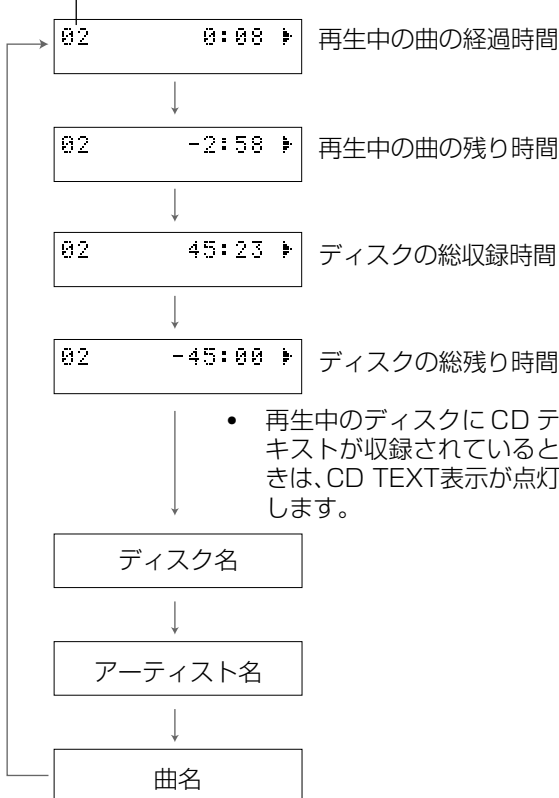 02 0:08 再生中の曲の経過時間
02 -2:58 再生中の曲の残り時間
02 45:23 ディスクの総収録時間
02 -45:00 ディスクの総残り時間
• 再生中のディスクに CD テ
キストが収録されていると
きは、CD TEXT表示が点灯
します。
ディスク名
アーティスト名
曲名